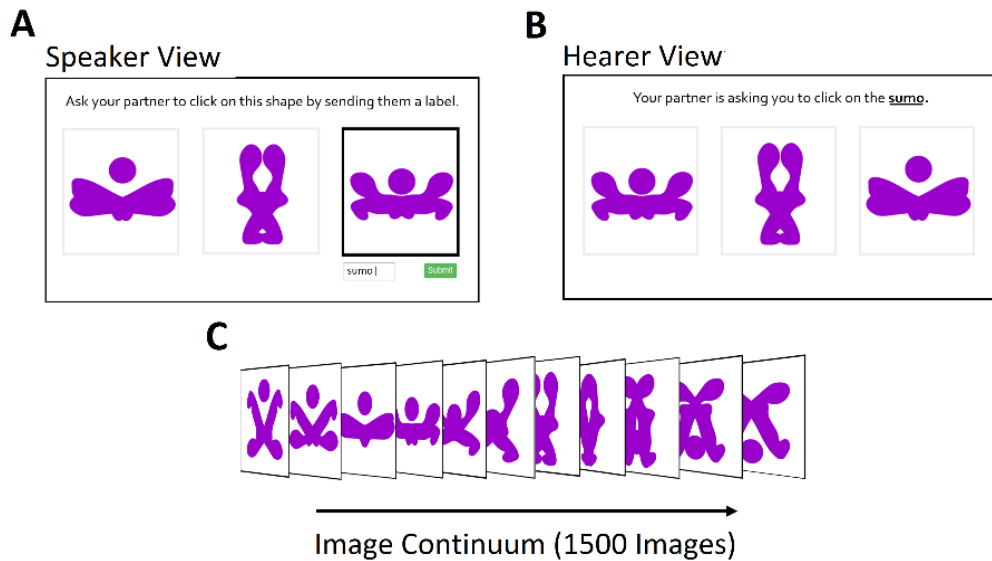 A
Speaker View
Ask your partner to click on this shape by sending them a label.
sumo
Submit
B
Hearer View
Your partner is asking you to click on the sumo.
C
Image Continuum (1500 Images)